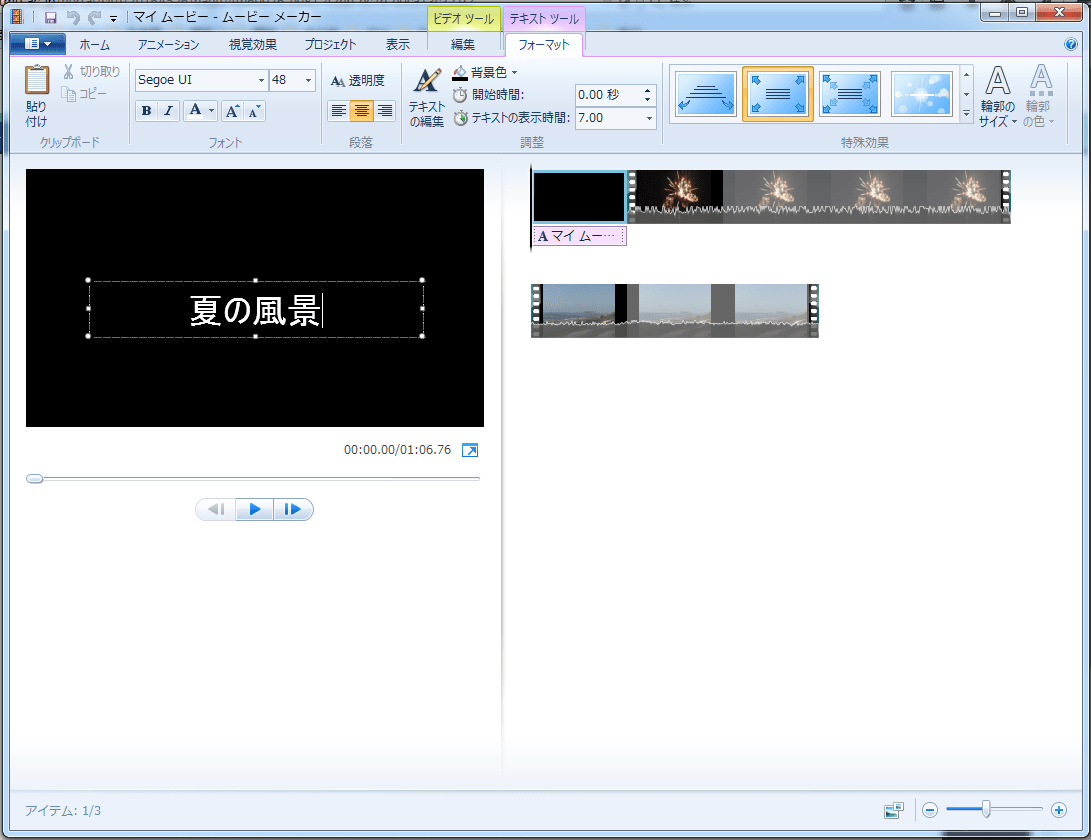 マイ ムービー - ムービー メーカー
ビデオ ツール
テキスト ツール
ホーム
アニメーション
視覚効果
プロジェクト
表示
編集
フォーマット
貼り
付け
切り取り
コピー
クリップボード
Segoe UI
48
B
I
A
A
A
フォント
透明度
段落
テキスト
の編集
背景色
開始時間:
0.00 秒
テキストの表示時間:
7.00
調整
特殊効果
輪郭の
サイズ
輪郭
の色
夏の風景
00:00.00/01:06.76
A マイ ムー…
アイテム: 1/3